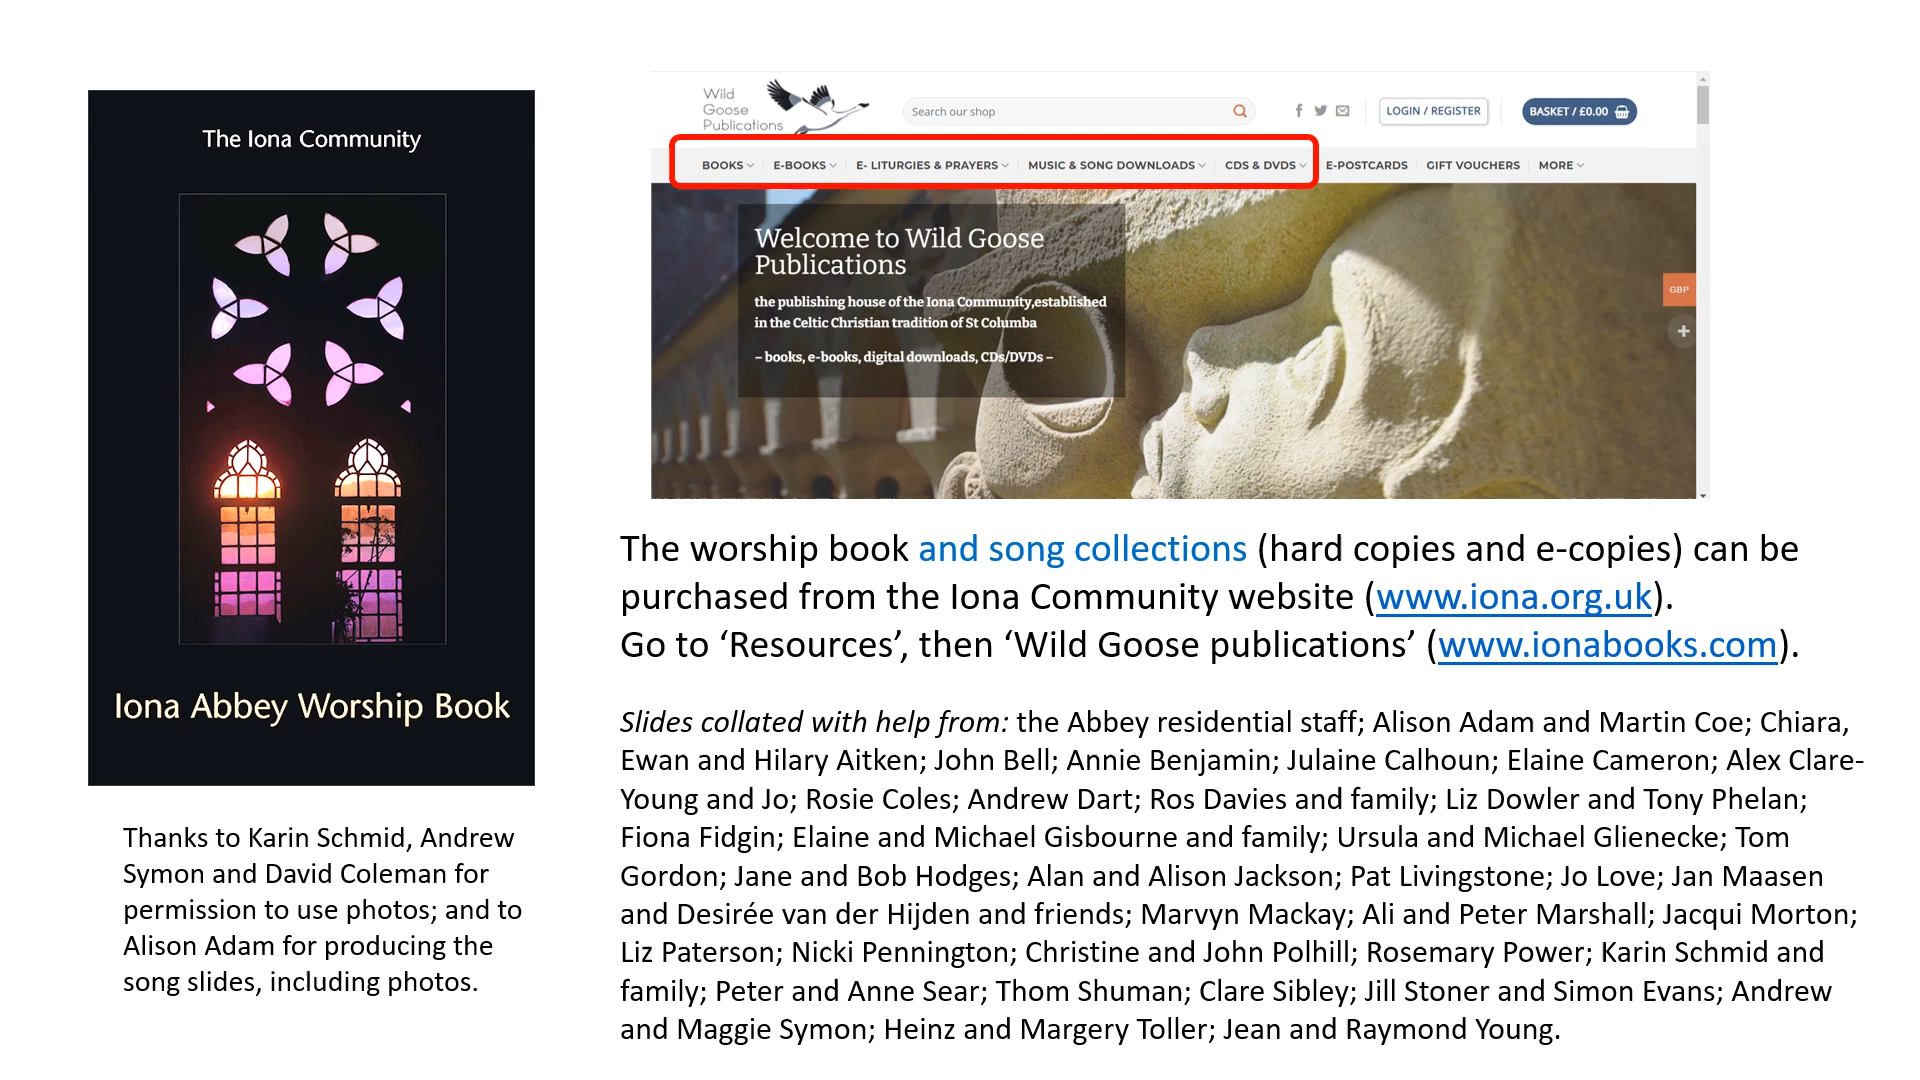 The Iona Community
Iona Abbey Worship Book
Thanks to Karin Schmid, Andrew
Symon and David Coleman for
permission to use photos; and to
Alison Adam for producing the
song slides, including photos.
Wild
Goose
Publications
Search our shop
LOGIN / REGISTER
BASKET / £0.00
BOOKS
E-BOOKS
E- LITURGIES & PRAYERS
MUSIC & SONG DOWNLOADS
CDS & DVDS
E-POSTCARDS
GIFT VOUCHERS
MORE
Welcome to Wild Goose
Publications
the publishing house of the Iona Community,established
in the Celtic Christian tradition of St Columba
– books, e-books, digital downloads, CDs/DVDs –
GBP
+
The worship book and song collections (hard copies and e-copies) can be
purchased from the Iona Community website (www.iona.org.uk).
Go to ‘Resources’, then ‘Wild Goose publications’ (www.ionabooks.com).
Slides collated with help from: the Abbey residential staff; Alison Adam and Martin Coe; Chiara,
Ewan and Hilary Aitken; John Bell; Annie Benjamin; Julaine Calhoun; Elaine Cameron; Alex Clare-
Young and Jo; Rosie Coles; Andrew Dart; Ros Davies and family; Liz Dowler and Tony Phelan;
Fiona Fidgin; Elaine and Michael Gisbourne and family; Ursula and Michael Glienecke; Tom
Gordon; Jane and Bob Hodges; Alan and Alison Jackson; Pat Livingstone; Jo Love; Jan Maasen
and Desirée van der Hijden and friends; Marvyn Mackay; Ali and Peter Marshall; Jacqui Morton;
Liz Paterson; Nicki Pennington; Christine and John Polhill; Rosemary Power; Karin Schmid and
family; Peter and Anne Sear; Thom Shuman; Clare Sibley; Jill Stoner and Simon Evans; Andrew
and Maggie Symon; Heinz and Margery Toller; Jean and Raymond Young.